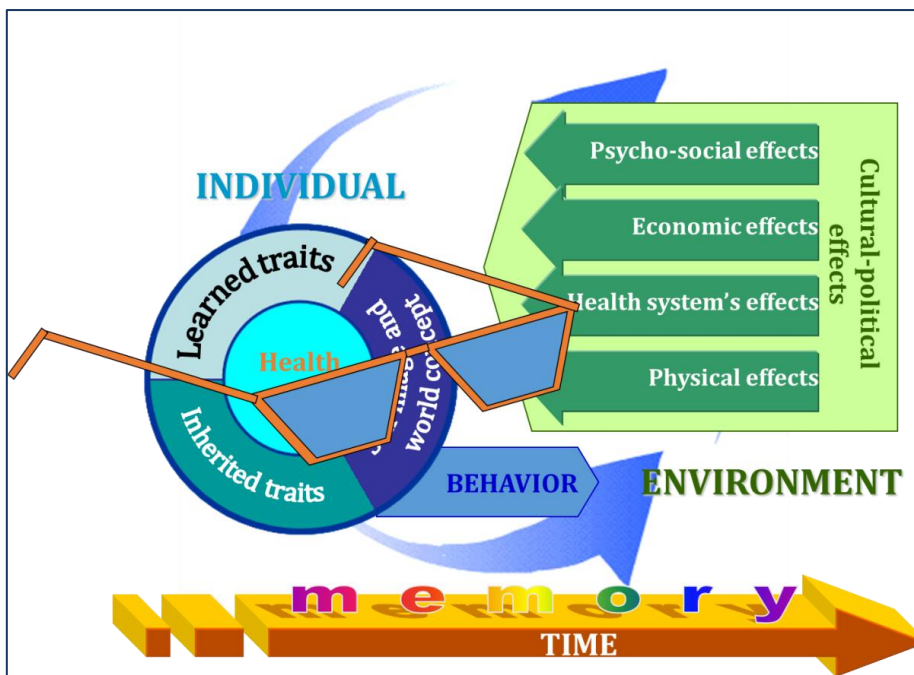 INDIVIDUAL
Learned traits
Health
Inherited traits
and
world concept
Psycho-social effects
Economic effects
Health system's effects
Physical effects
Cultural-political
effects
BEHAVIOR
ENVIRONMENT
memory
TIME